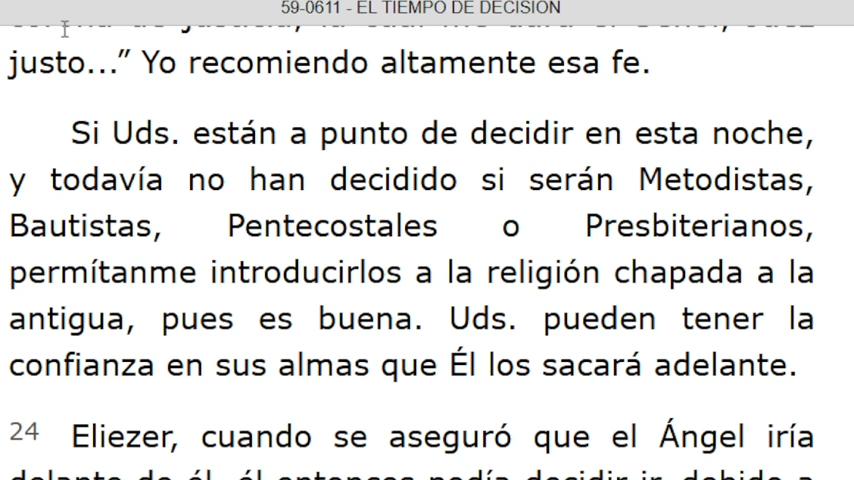 59-0611 - EL TIEMPO DE DECISIÓN
justo...” Yo recomiendo altamente esa fe.
Si Uds. están a punto de decidir en esta noche,
y todavía no han decidido si serán Metodistas,
Bautistas, Pentecostales o Presbiterianos,
permítanme introducirlos a la religión chapada a la
antigua, pues es buena. Uds. pueden tener la
confianza en sus almas que Él los sacará adelante.
24 Eliezer, cuando se aseguró que el Ángel iría